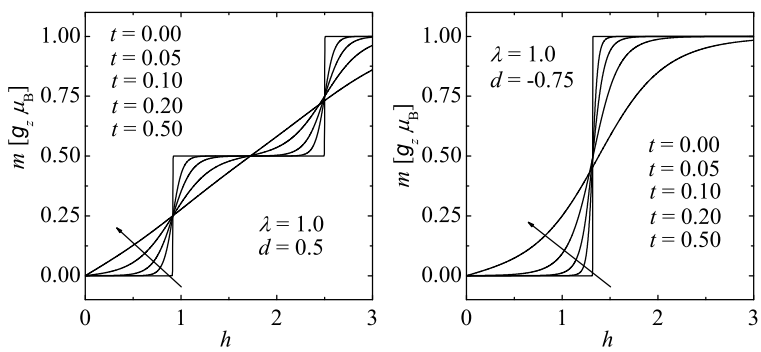 1.00
0.75
0.50
0.25
0.00
m [g_z μ_B]
t = 0.00
t = 0.05
t = 0.10
t = 0.20
t = 0.50
λ = 1.0
d = 0.5
0 1 2 3
h
1.00
0.75
0.50
0.25
0.00
m [g_z μ_B]
λ = 1.0
d = -0.75
t = 0.00
t = 0.05
t = 0.10
t = 0.20
t = 0.50
0 1 2 3
h